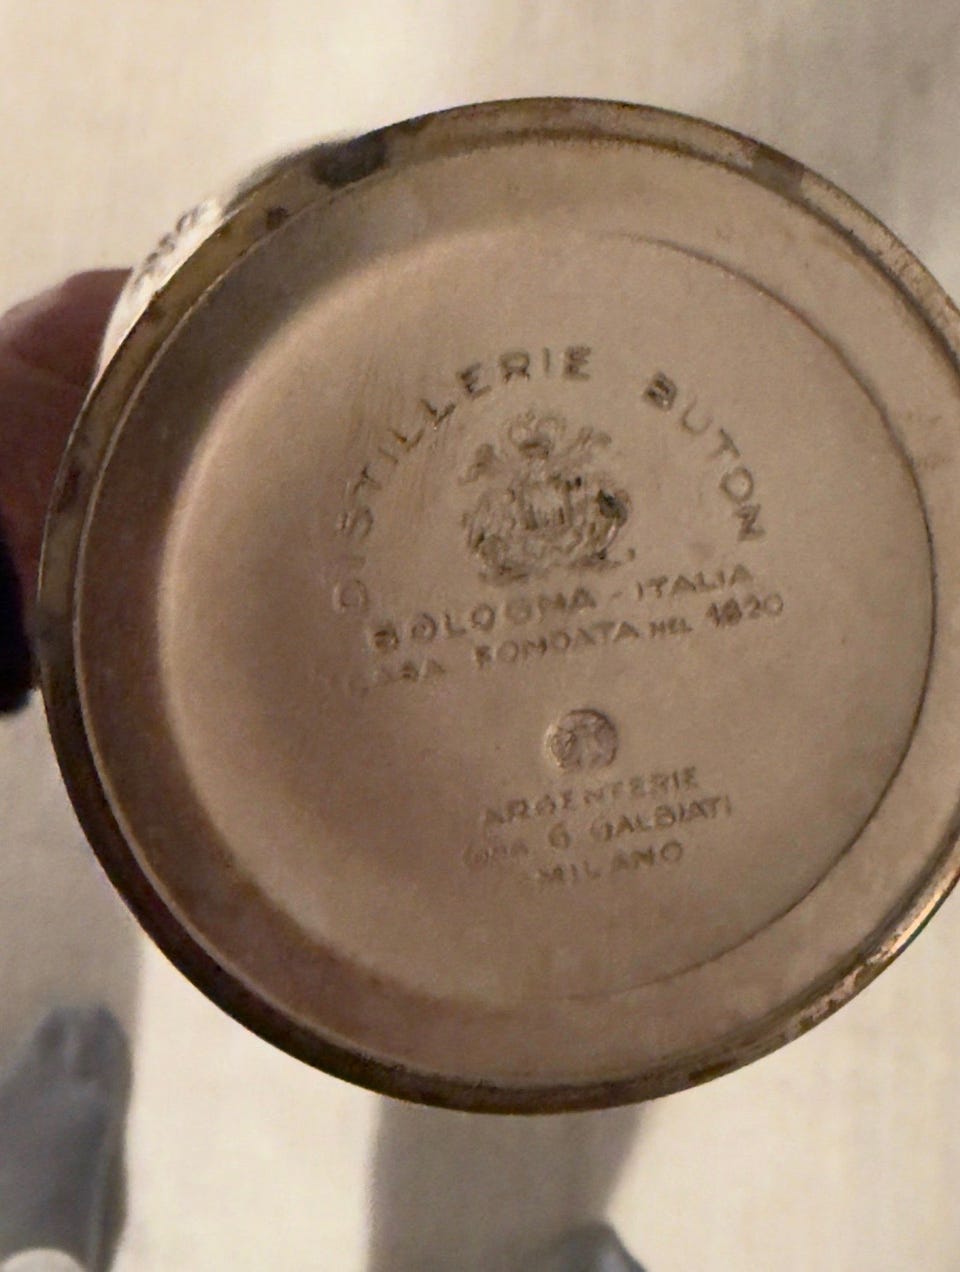 DISTILLERIE BUTON
BOLOGNA - ITALIA
CASA FONDATA NEL 1820
ARGENTERIE
G. GALBIATI
MILANO